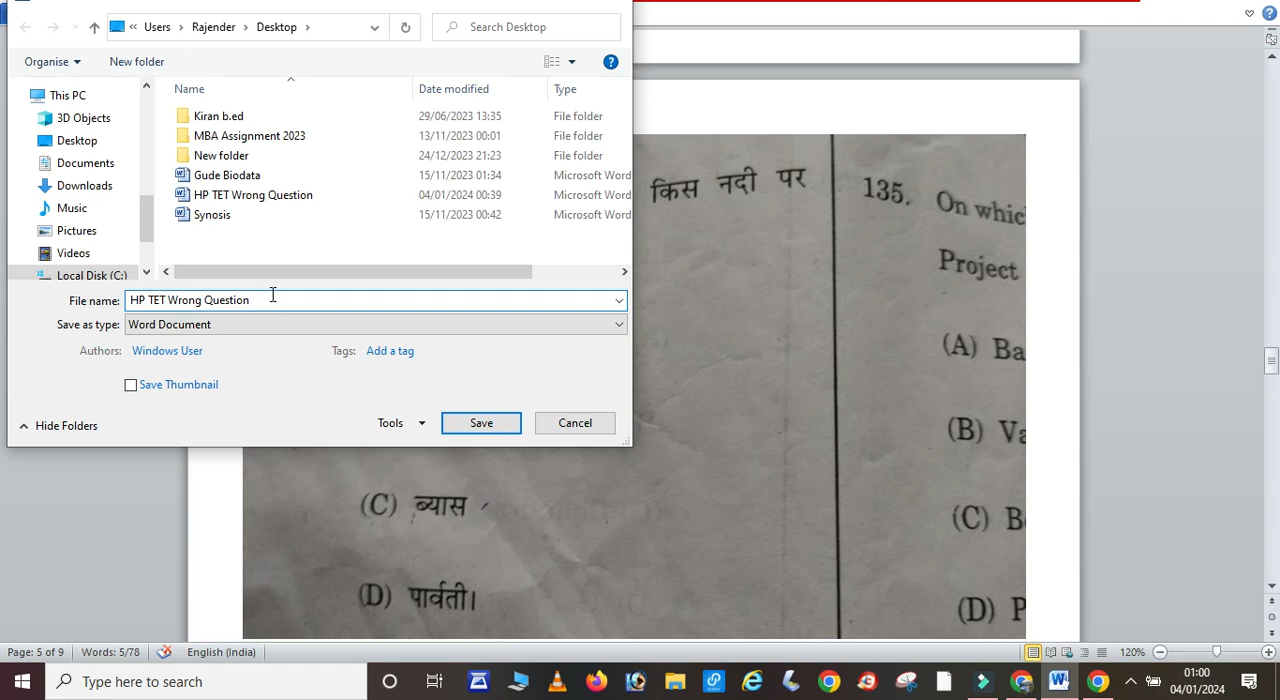 Users
Rajender
Desktop
Search Desktop
Organise
New folder
This PC
3D Objects
Desktop
Documents
Downloads
Music
Pictures
Videos
Local Disk (C:)
Name Date modified Type
Kiran b.ed 29/06/2023 13:35 File folder
MBA Assignment 2023 13/11/2023 00:01 File folder
New folder 24/12/2023 21:23 File folder
Gude Biodata 15/11/2023 01:34 Microsoft Word
HP TET Wrong Question 04/01/2024 00:39 Microsoft Word
Synosis 15/11/2023 00:42 Microsoft Word
File name: HP TET Wrong Question
Save as type: Word Document
Authors: Windows User Tags: Add a tag
Save Thumbnail
Hide Folders Tools Save Cancel
किस नदी पर
(C) ब्यास
(D) पार्वती।
135. On whic
Project
(A) Ba
(B) Va
(C) B
(D) P
Page: 5 of 9 Words: 5/78 English (India) 120%
Type here to search
01:00
04/01/2024